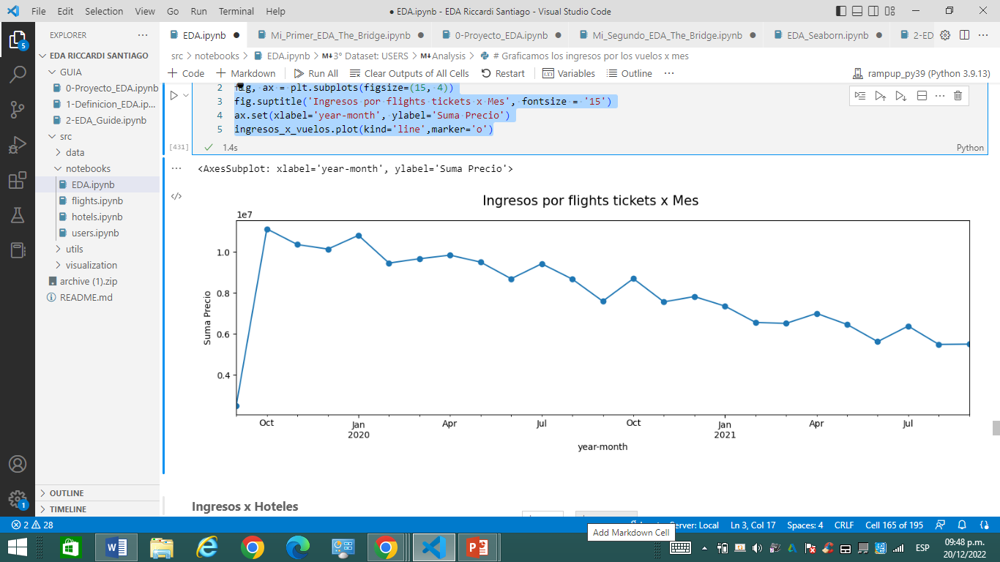 File Edit Selection View Go Run Terminal Help
● EDA.ipynb - EDA Riccardi Santiago - Visual Studio Code
5
EXPLORER ···
EDA RICCARDI SANTIAGO
GUIA
0-Proyecto_EDA.ipynb
1-Definicion_EDA.ip...
2-EDA_Guide.ipynb
src
data
notebooks
EDA.ipynb
flights.ipynb
hotels.ipynb
users.ipynb
utils
visualization
archive (1).zip
README.md
OUTLINE
TIMELINE
1
EDA.ipynb ● Mi_Primer_EDA_The_Bridge.ipynb ● 0-Proyecto_EDA.ipynb ● Mi_Segundo_EDA_The_Bridge.ipynb ● EDA_Seaborn.ipynb ● 2-ED
src > notebooks > EDA.ipynb > M↓3° Dataset: USERS > M↓Analysis > # Graficamos los ingresos por los vuelos x mes
+ Code + Markdown Run All Clear Outputs of All Cells Restart Variables Outline ··· rampup_py39 (Python 3.9.13)
2 fig, ax = plt.subplots(figsize=(15, 4))
3 fig.suptitle('Ingresos por flights tickets x Mes', fontsize = '15')
4 ax.set(xlabel='year-month', ylabel='Suma Precio')
5 ingresos_x_vuelos.plot(kind='line',marker='o')
[431] ✓ 1.4s Python
<AxesSubplot: xlabel='year-month', ylabel='Suma Precio'>
Ingresos por flights tickets x Mes
1e7
1.0
0.8
0.6
0.4
Suma Precio
Oct Jan Apr Jul Oct Jan Apr Jul
2020 2021
year-month
Ingresos x Hoteles
2 28
Server: Local Ln 3, Col 17 Spaces: 4 CRLF Cell 165 of 195
Add Markdown Cell
ESP
09:48 p.m.
20/12/2022